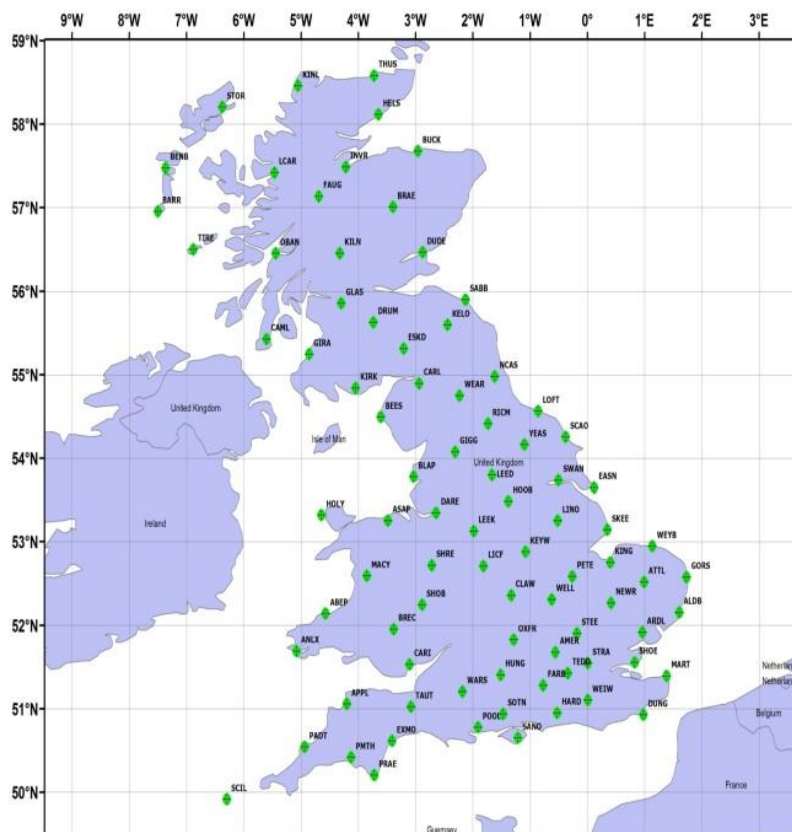 9°W 8°W 7°W 6°W 5°W 4°W 3°W 2°W 1°W 0° 1°E 2°E 3°E
59°N
THUS
KINL
STOR
HELS
58°N
BUCK
BENB
LCAR
INVR
FAUG
BRAE
57°N
BARR
TIRE
OBAN
KILN
DUDE
56°N
GLAS
SABB
DRUM
KELO
CAML
GIRA
ESKD
55°N
NCAS
KIRK
CARL
WEAR
United Kingdom
BEES
LOFT
RICM
SCAO
Isle of Man
GIGG
YEAS
54°N
United Kingdom
BLAP
LEED
SWAN
EASN
HOOB
HOLY
ASAP
DARE
LINO
Ireland
LEEK
SKEE
53°N
KEYW
WEYB
MACY
SHRE
LICF
KING
PETE
ATTL
GORS
CLAW
WELL
NEWR
ABEP
SHOB
ALDB
52°N
BREC
OXFR
STEE
ARDL
ANLX
AMER
CARI
STRA
SHOE
HUNG
TEDD
MART
Netherl
FARB
Netherlan
WARS
WEIW
APPL
TAUT
51°N
SOTN
HARD
DUNG
Belgium
POOL
EXMO
SANO
PADT
PMTH
PRAE
SCIL
50°N
France
Guernsey